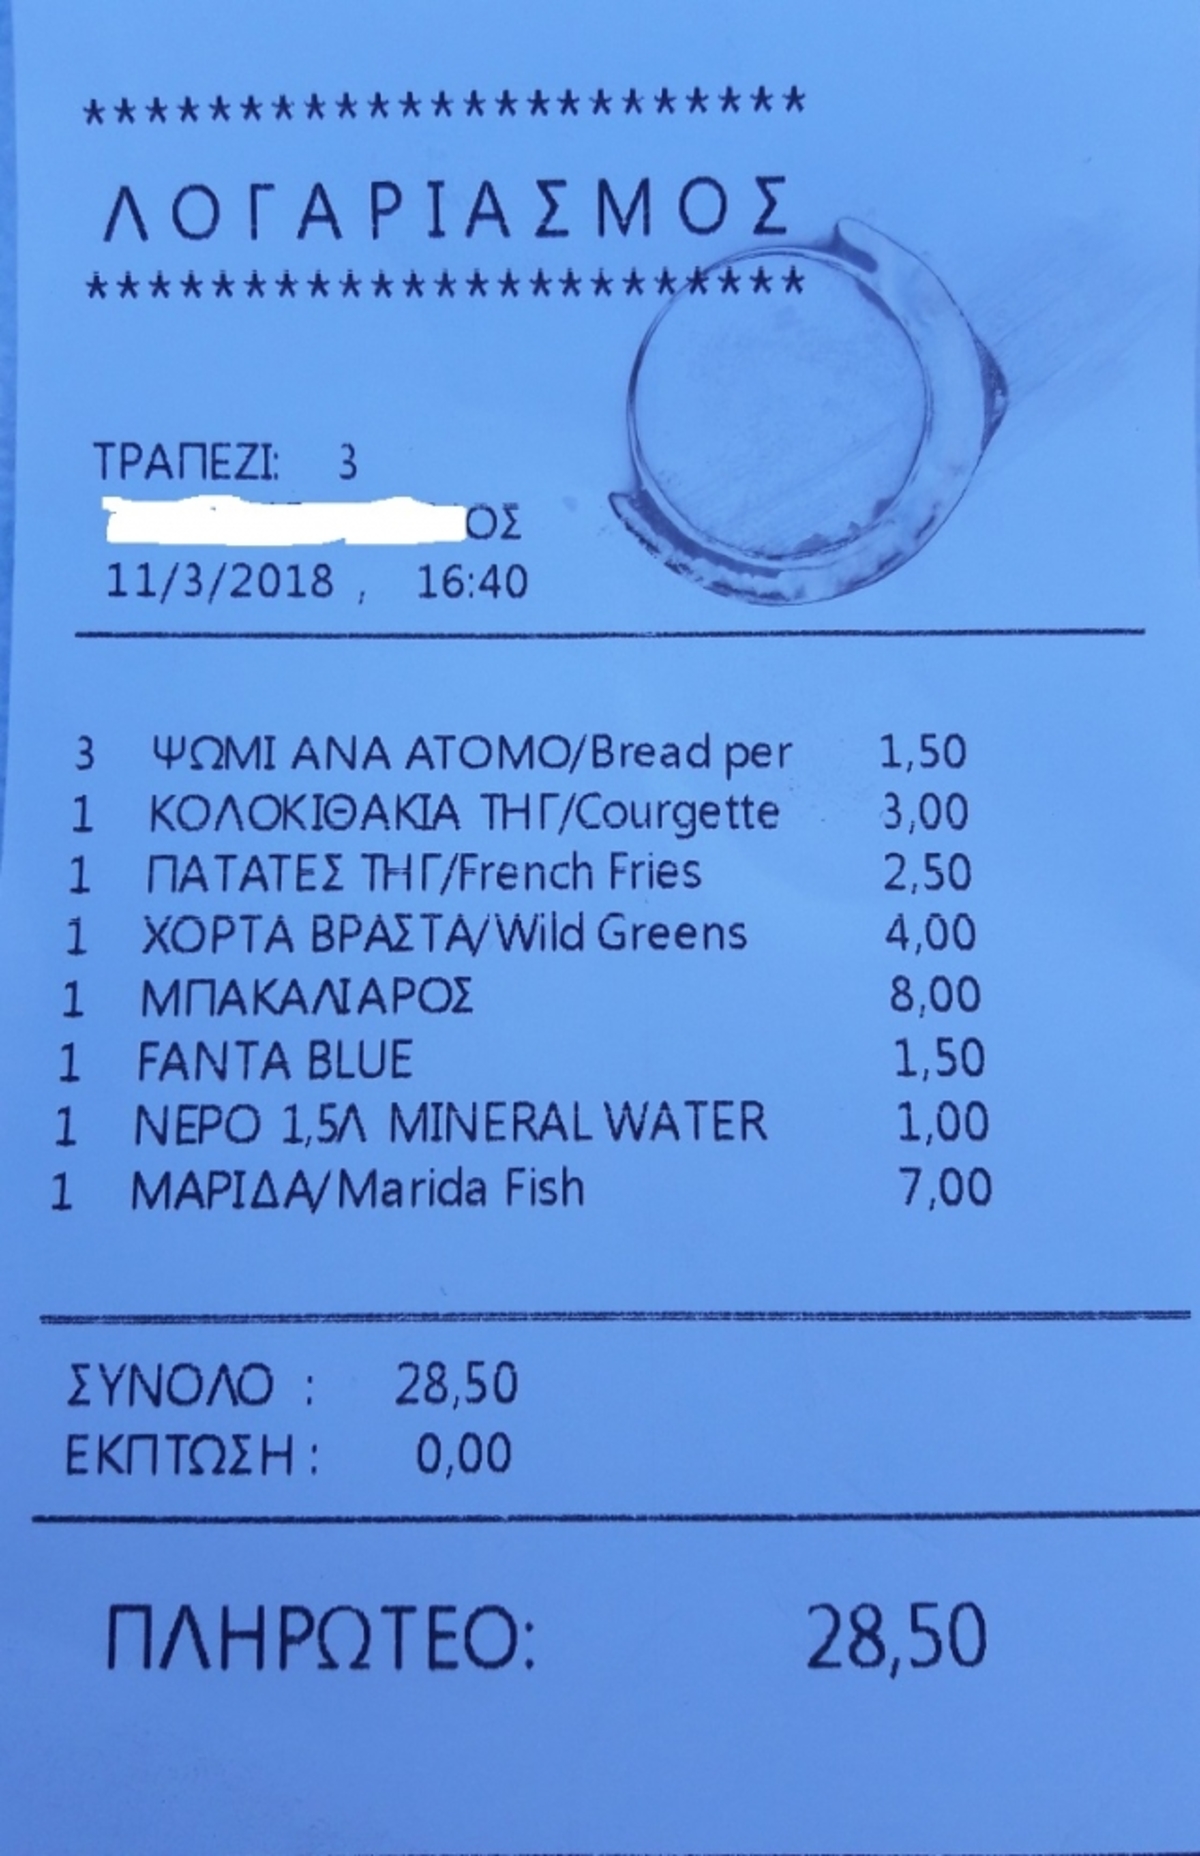 ***********************
ΛΟΓΑΡΙΑΣΜΟΣ
***********************
ΤΡΑΠΕΖΙ: 3
11/3/2018 , 16:40
3 ΨΩΜΙ ΑΝΑ ΑΤΟΜΟ/Bread per 1,50
1 ΚΟΛΟΚΙΘΑΚΙΑ ΤΗΓ/Courgette 3,00
1 ΠΑΤΑΤΕΣ ΤΗΓ/French Fries 2,50
1 ΧΟΡΤΑ ΒΡΑΣΤΑ/Wild Greens 4,00
1 ΜΠΑΚΑΛΙΑΡΟΣ 8,00
1 FANTA BLUE 1,50
1 ΝΕΡΟ 1,5Λ MINERAL WATER 1,00
1 ΜΑΡΙΔΑ/Marida Fish 7,00
ΣΥΝΟΛΟ : 28,50
ΕΚΠΤΩΣΗ : 0,00
ΠΛΗΡΩΤΕΟ: 28,50